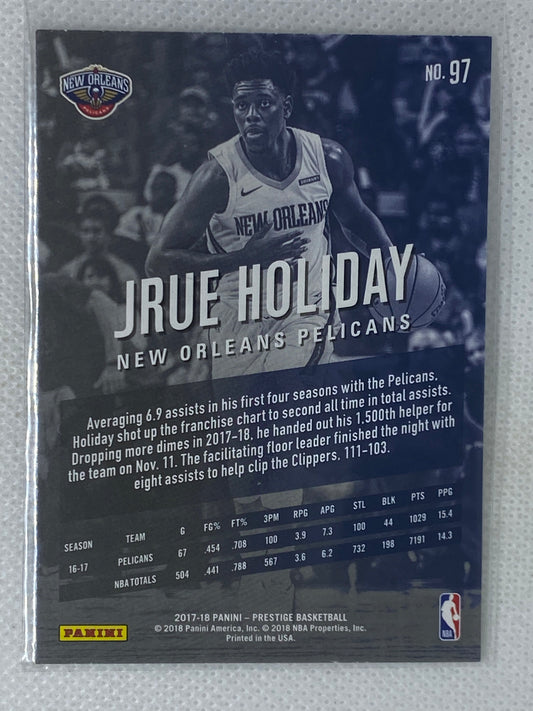 NEW ORLEANS
PELICANS
NO. 97
NEW ORLEANS
JRUE HOLIDAY
NEW ORLEANS PELICANS
Averaging 6.9 assists in his first four seasons with the Pelicans,
Holiday shot up the franchise chart to second all time in total assists.
Dropping more dimes in 2017–18, he handed out his 1,500th helper for
the team on Nov. 11. The facilitating floor leader finished the night with
eight assists to help clip the Clippers, 111–103.
SEASON TEAM G FG% FT% 3PM RPG APG STL BLK PTS PPG
16-17 PELICANS 67 .454 .708 100 3.9 7.3 100 44 1029 15.4
NBA TOTALS 504 .441 .788 567 3.6 6.2 732 198 7191 14.3
2017-18 PANINI – PRESTIGE BASKETBALL
© 2018 Panini America, Inc. © 2018 NBA Properties, Inc.
Printed in the USA.
PANINI
NBA